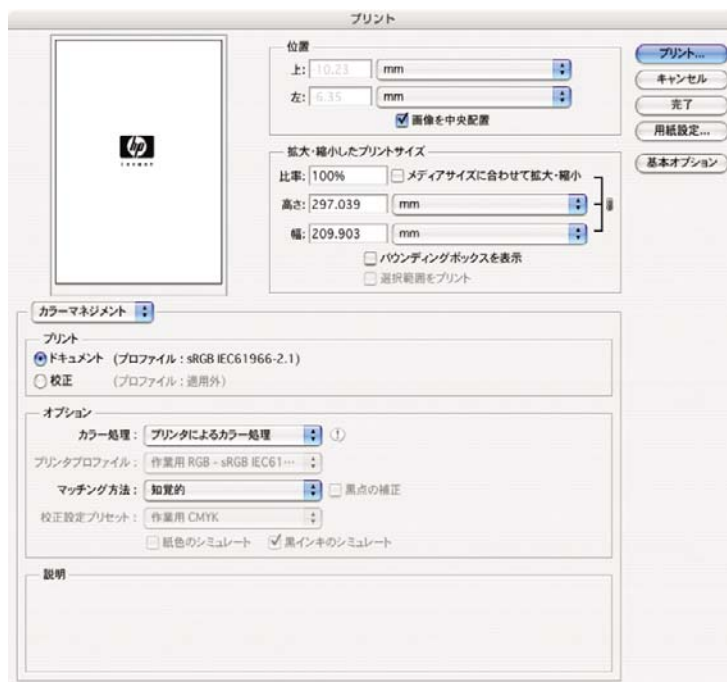 プリント
hp
invent
位置
上: -10.23 mm
左: 6.35 mm
画像を中央配置
拡大・縮小したプリントサイズ
比率: 100% メディアサイズに合わせて拡大・縮小
高さ: 297.039 mm
幅: 209.903 mm
バウンディングボックスを表示
選択範囲をプリント
プリント...
キャンセル
完了
用紙設定...
基本オプション
カラーマネジメント
プリント
ドキュメント (プロファイル : sRGB IEC61966-2.1)
校正 (プロファイル : 適用外)
オプション
カラー処理 : プリンタによるカラー処理
プリンタプロファイル : 作業用 RGB - sRGB IEC61…
マッチング方法 : 知覚的 黒点の補正
校正設定プリセット : 作業用 CMYK
紙色のシミュレート 黒インキのシミュレート
説明